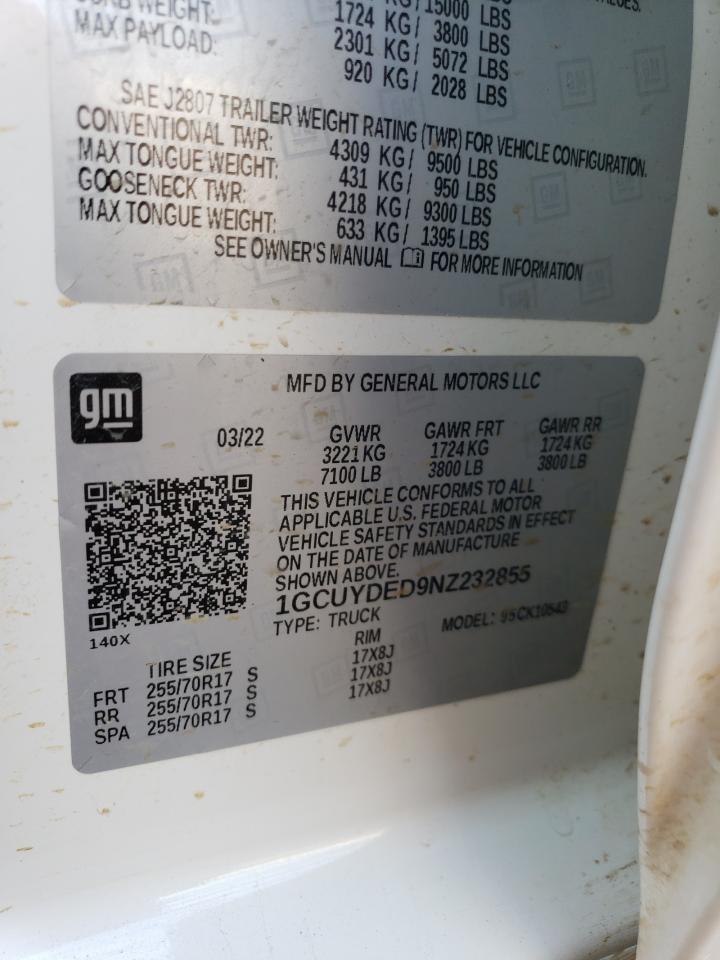 15000 LBS
CURB WEIGHT:
1724 KG/ 3800 LBS
MAX PAYLOAD:
2301 KG/ 5072 LBS
920 KG/ 2028 LBS
SAE J2807 TRAILER WEIGHT RATING (TWR) FOR VEHICLE CONFIGURATION.
CONVENTIONAL TWR: 4309 KG/ 9500 LBS
MAX TONGUE WEIGHT: 431 KG/ 950 LBS
GOOSENECK TWR: 4218 KG/ 9300 LBS
MAX TONGUE WEIGHT: 633 KG/ 1395 LBS
SEE OWNER'S MANUAL FOR MORE INFORMATION
gm
MFD BY GENERAL MOTORS LLC
03/22 GVWR GAWR FRT GAWR RR
3221 KG 1724 KG 1724 KG
7100 LB 3800 LB 3800 LB
THIS VEHICLE CONFORMS TO ALL
APPLICABLE U.S. FEDERAL MOTOR
VEHICLE SAFETY STANDARDS IN EFFECT
ON THE DATE OF MANUFACTURE
SHOWN ABOVE.
1GCUYDED9NZ232855
140X
TYPE: TRUCK MODEL: 95CK10543
TIRE SIZE RIM
FRT 255/70R17 S 17X8J
RR 255/70R17 S 17X8J
SPA 255/70R17 S 17X8J